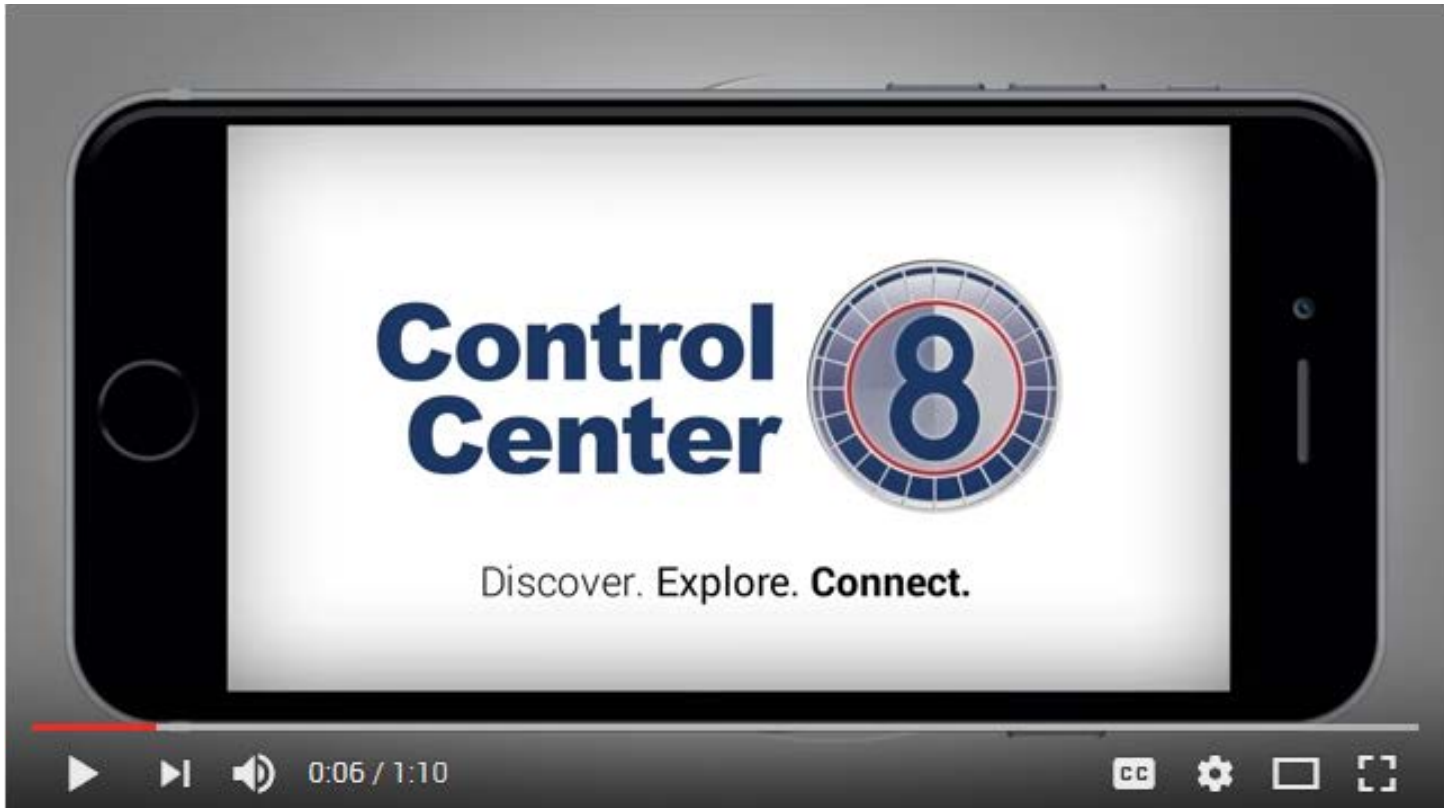 Control
Center
8
Discover. Explore. Connect.
0:06 / 1:10
CC